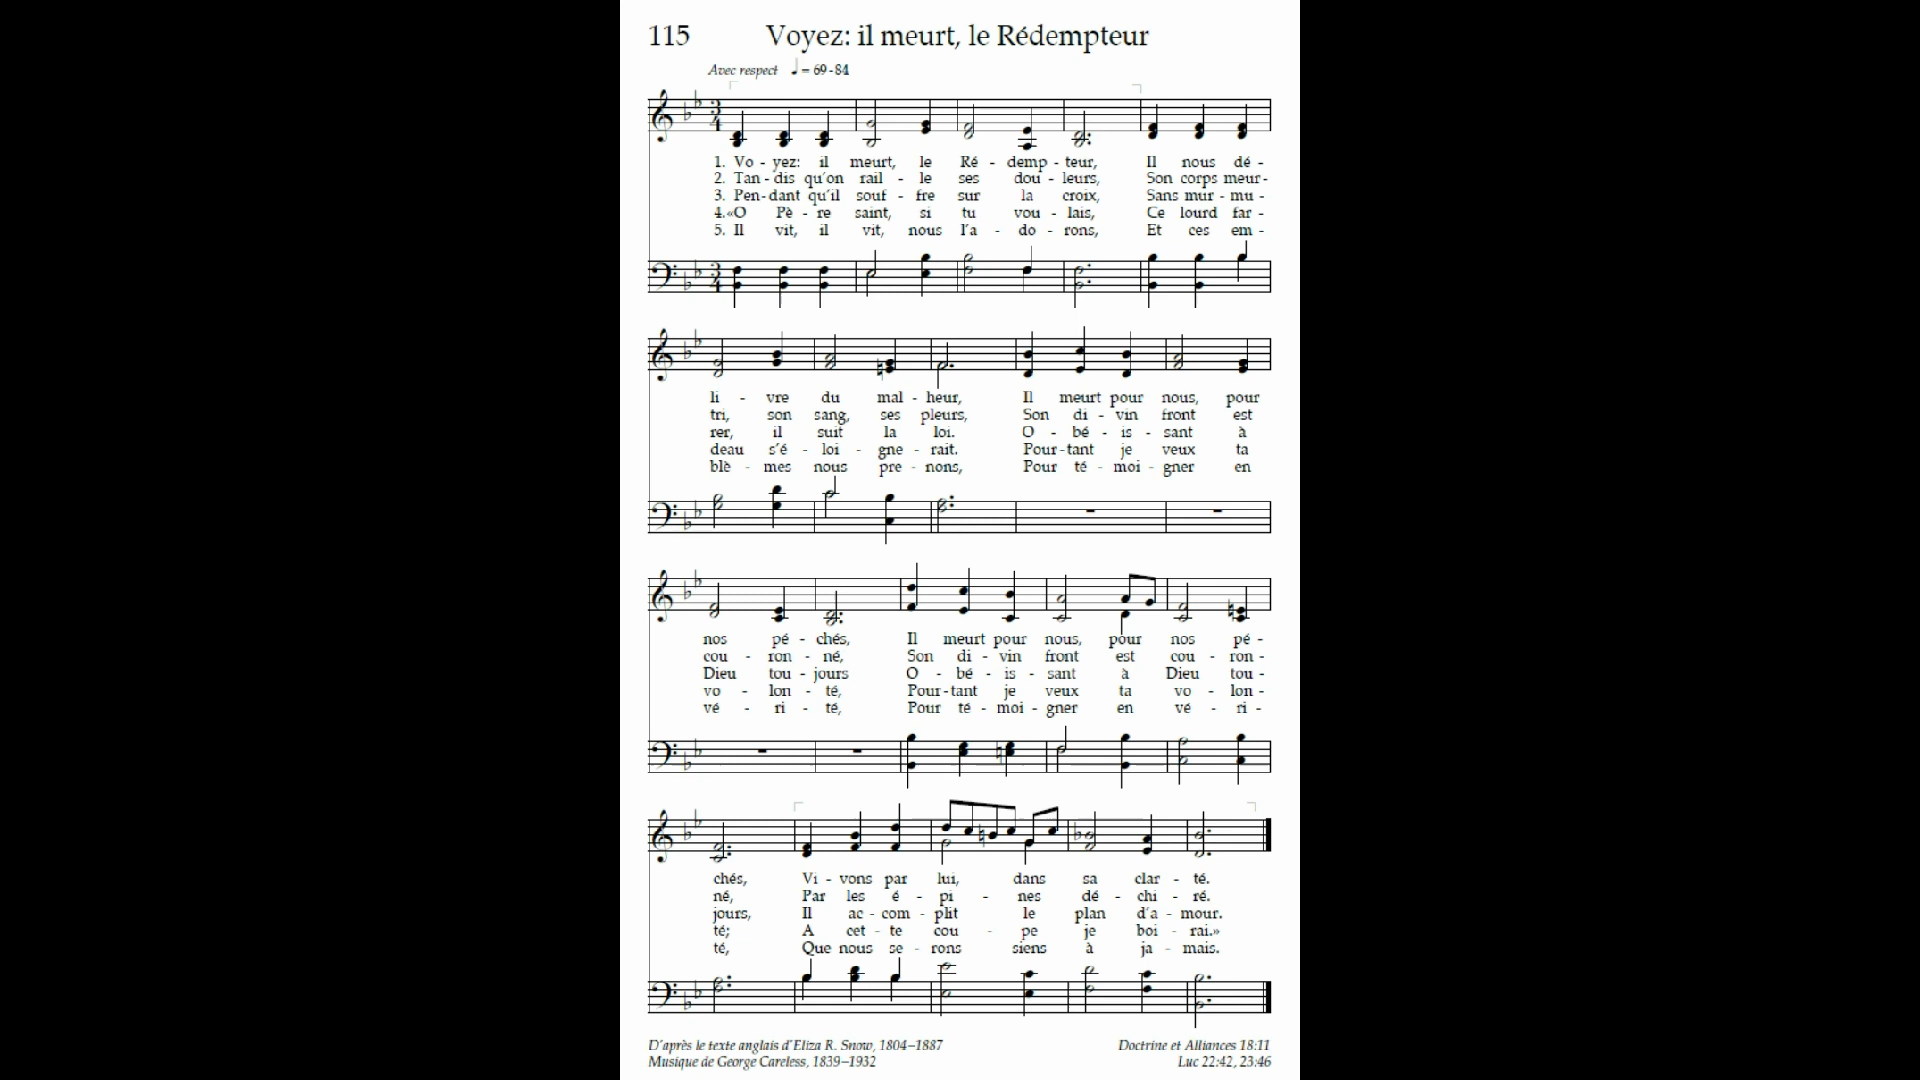 115 Voyez: il meurt, le Rédempteur
Avec respect ♩ = 69-84
1. Vo - yez: il meurt, le Ré - demp - teur, Il nous dé -
2. Tan - dis qu'on rail - le ses dou - leurs, Son corps meur -
3. Pen - dant qu'il souf - fre sur la croix, Sans mur - mu -
4. «O Pè - re saint, si tu vou - lais, Ce lourd far -
5. Il vit, il vit, nous l'a - do - rons, Et ces em -
li - vre du mal - heur, Il meurt pour nous, pour
tri, son sang, ses pleurs, Son di - vin front est
rer, il suit la loi. O - bé - is - sant à
deau s'é - loi - gne - rait. Pour - tant je veux ta
blè - mes nous pre - nons, Pour té - moi - gner en
nos pé - chés, Il meurt pour nous, pour nos pé -
cou - ron - né, Son di - vin front est cou - ron -
Dieu tou - jours O - bé - is - sant à Dieu tou -
vo - lon - té, Pour - tant je veux ta vo - lon -
vé - ri - té, Pour té - moi - gner en vé - ri -
chés, Vi - vons par lui, dans sa clar - té.
né, Par les é - pi - nes dé - chi - ré.
jours, Il ac - com - plit le plan d'a - mour.
té; A cet - te cou - pe je boi - rai.»
té, Que nous se - rons siens à ja - mais.
D'après le texte anglais d'Eliza R. Snow, 1804–1887 Doctrine et Alliances 18:11
Musique de George Careless, 1839–1932 Luc 22:42, 23:46